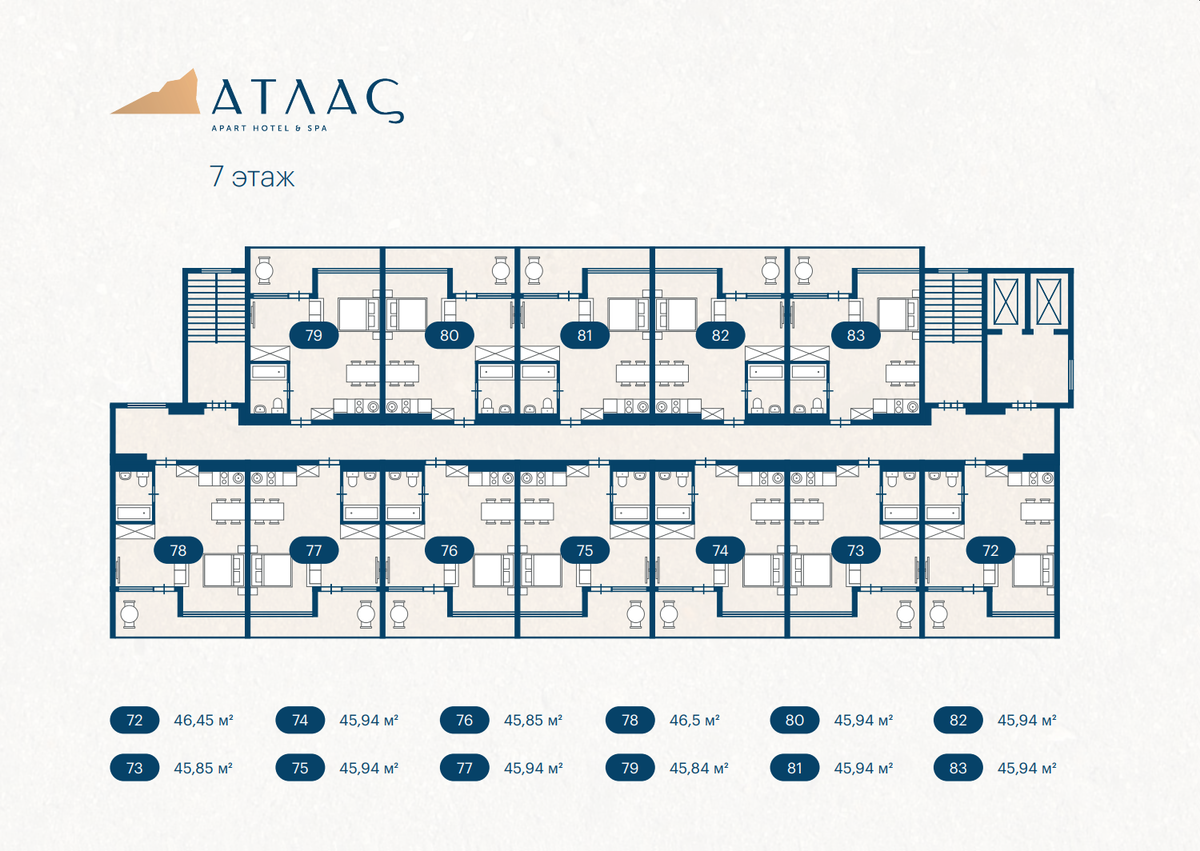 АТЛАС
APART HOTEL & SPA
7 этаж
79 80 81 82 83
78 77 76 75 74 73 72
72 46,45 м² 74 45,94 м² 76 45,85 м² 78 46,5 м² 80 45,94 м² 82 45,94 м²
73 45,85 м² 75 45,94 м² 77 45,94 м² 79 45,84 м² 81 45,94 м² 83 45,94 м²